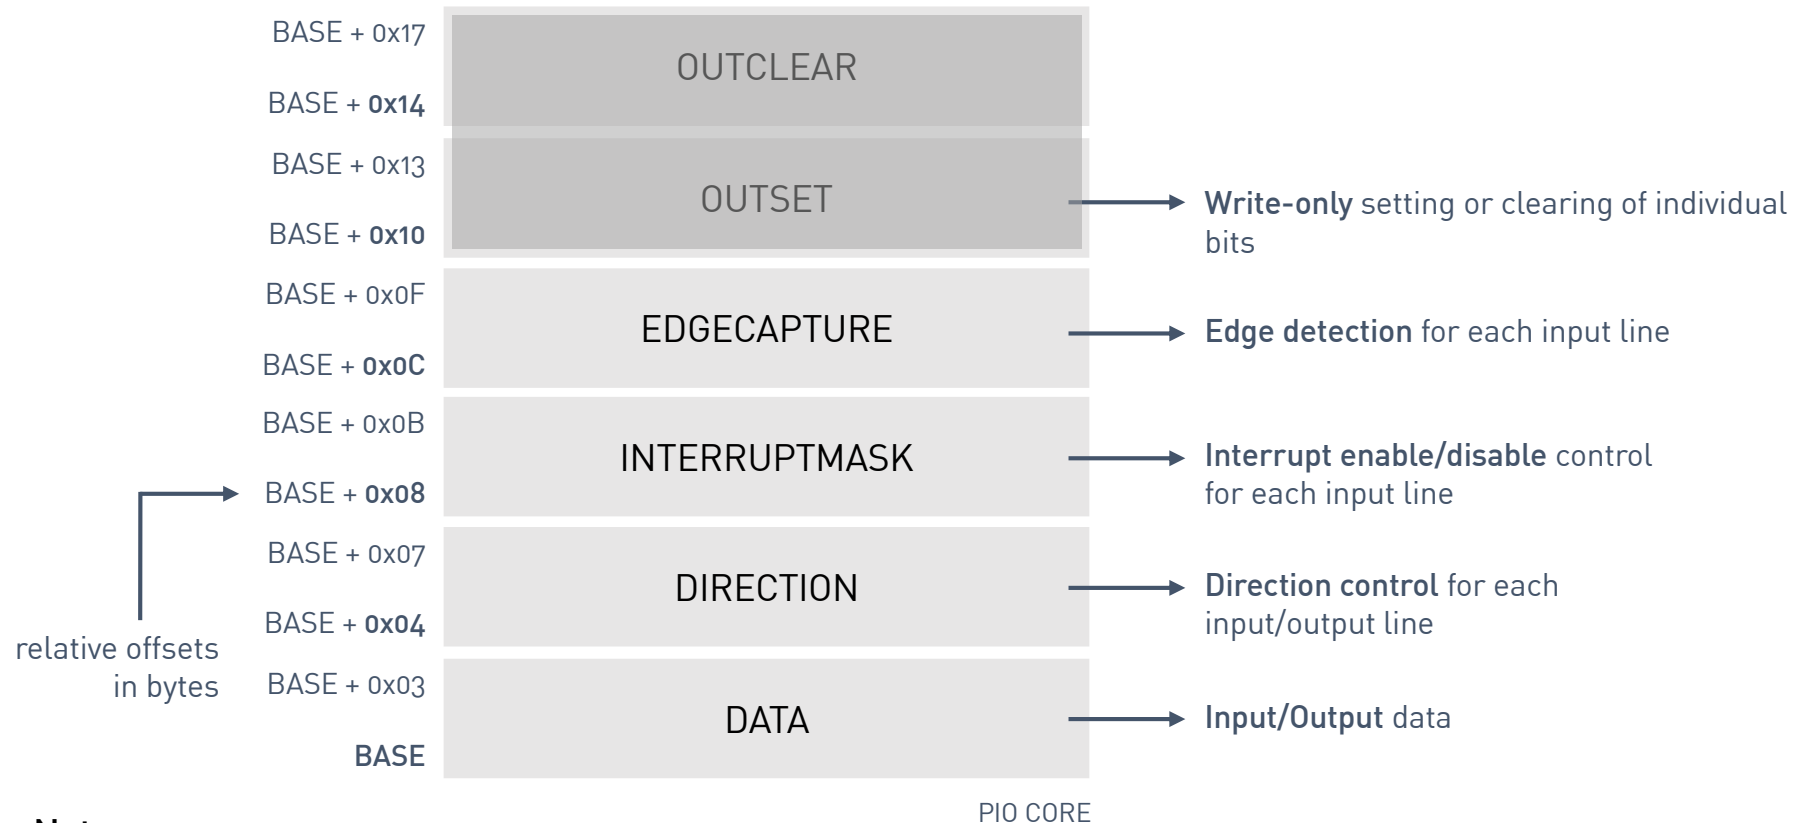 BASE + 0x17
OUTCLEAR
BASE + 0x14
BASE + 0x13
OUTSET
Write-only setting or clearing of individual
bits
BASE + 0x10
BASE + 0x0F
EDGECAPTURE
Edge detection for each input line
BASE + 0x0C
BASE + 0x0B
INTERRUPTMASK
Interrupt enable/disable control
for each input line
BASE + 0x08
BASE + 0x07
DIRECTION
Direction control for each
input/output line
BASE + 0x04
relative offsets
in bytes
BASE + 0x03
DATA
Input/Output data
BASE
PIO CORE